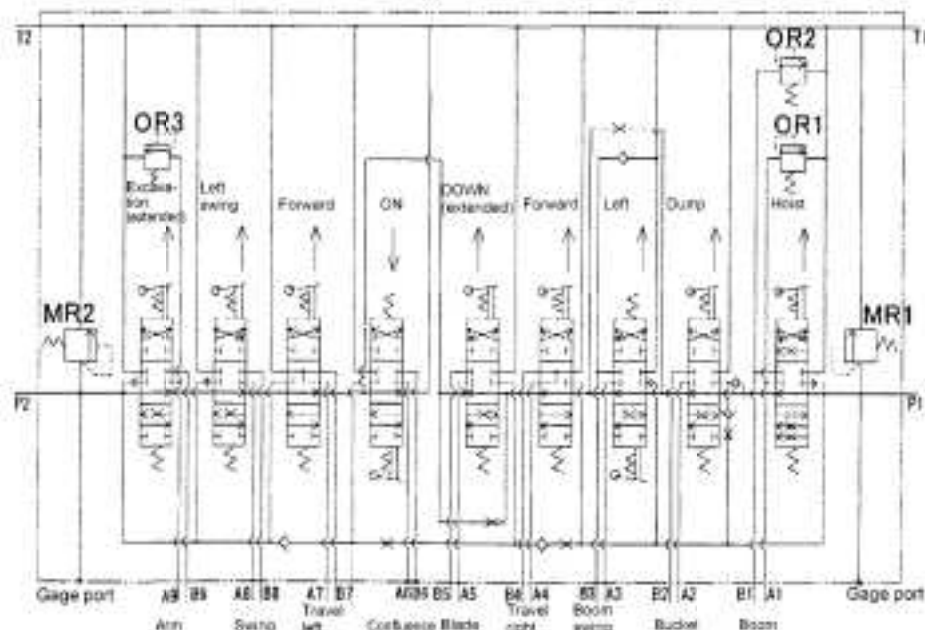 T2
T1
OR2
OR3
OR1
Excava-
tion
(extended)
Left
swing
Forward
ON
DOWN
(extended)
Forward
Left
Dump
Hoist
MR2
MR1
P2
P1
Gage port
A9
B9
A8
B8
A7
B7
A6
B6
B5
A5
B4
A4
B3
A3
B2
A2
B1
A1
Gage port
Arm
Swing
Travel
left
Confluence
Blade
Travel
right
Boom
swing
Bucket
Boom